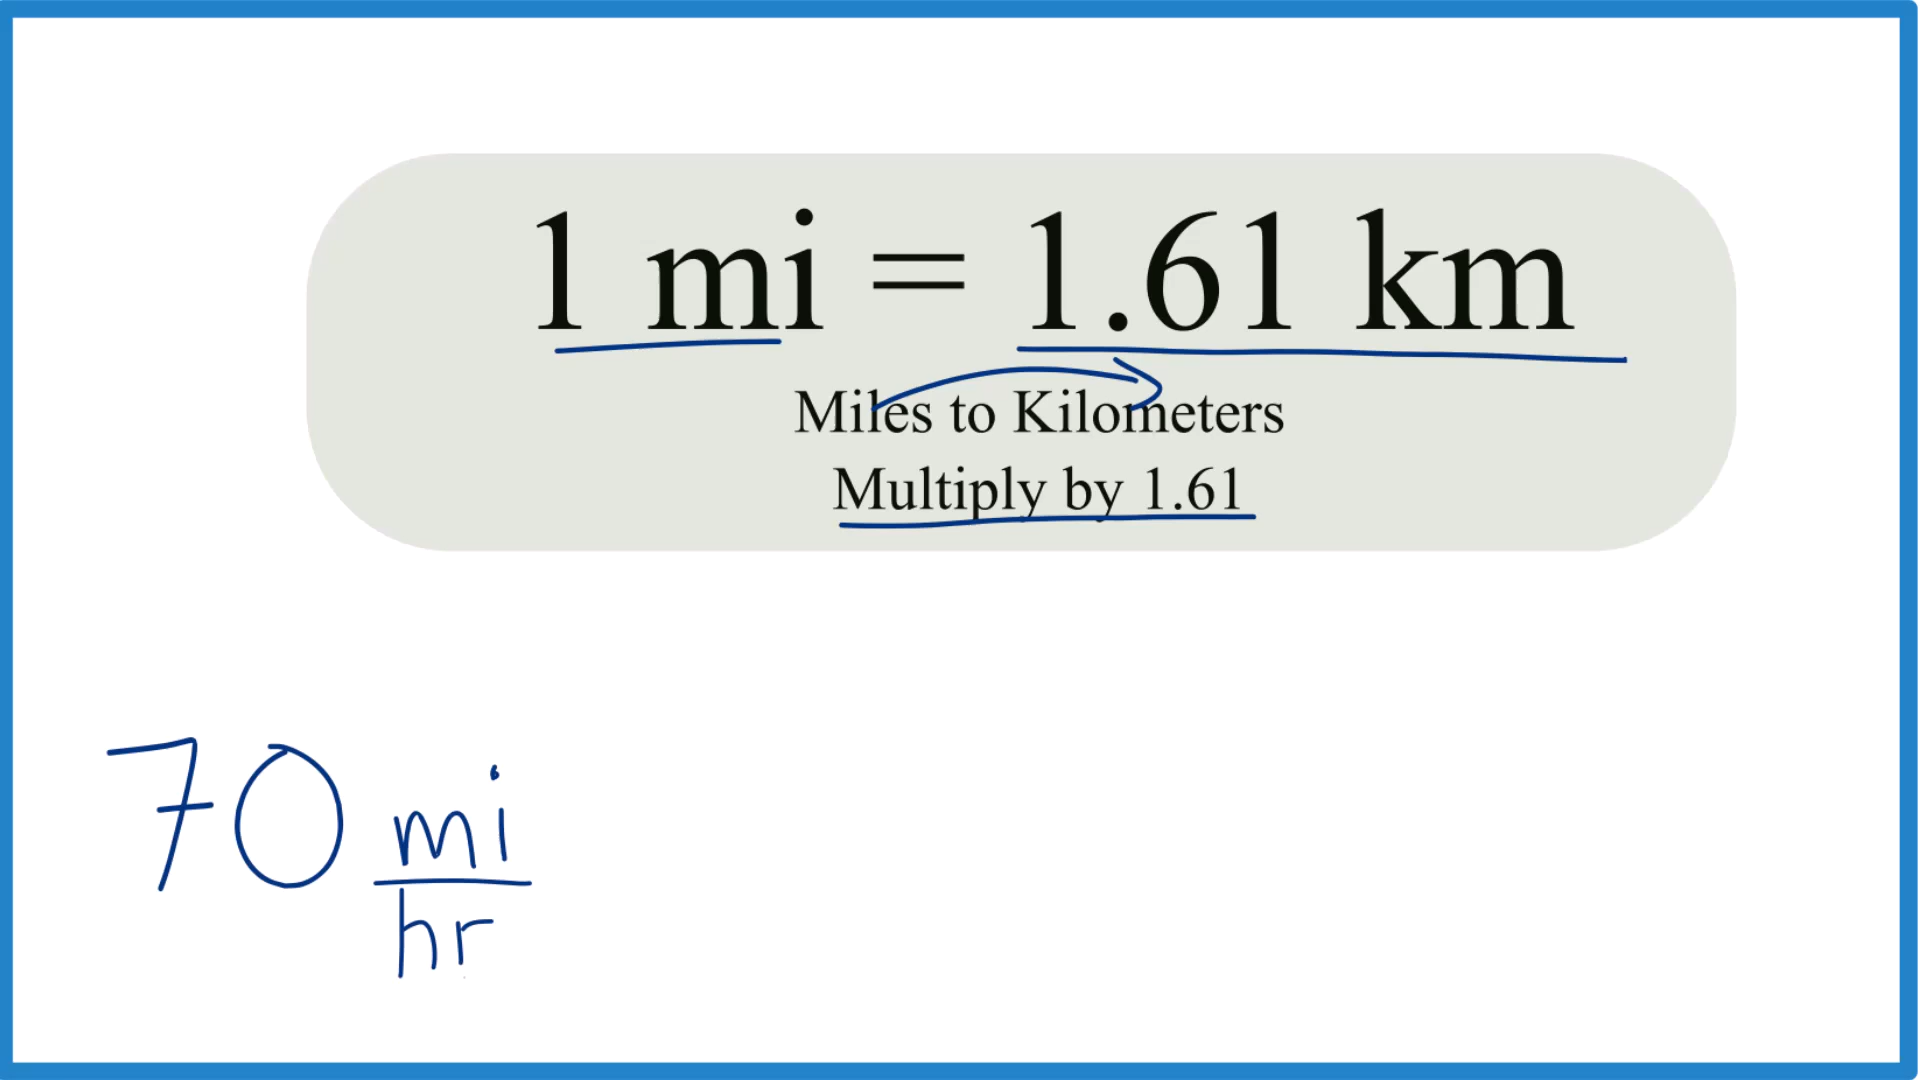 1 mi = 1.61 km
Miles to Kilometers
Multiply by 1.61
70 mi
hr